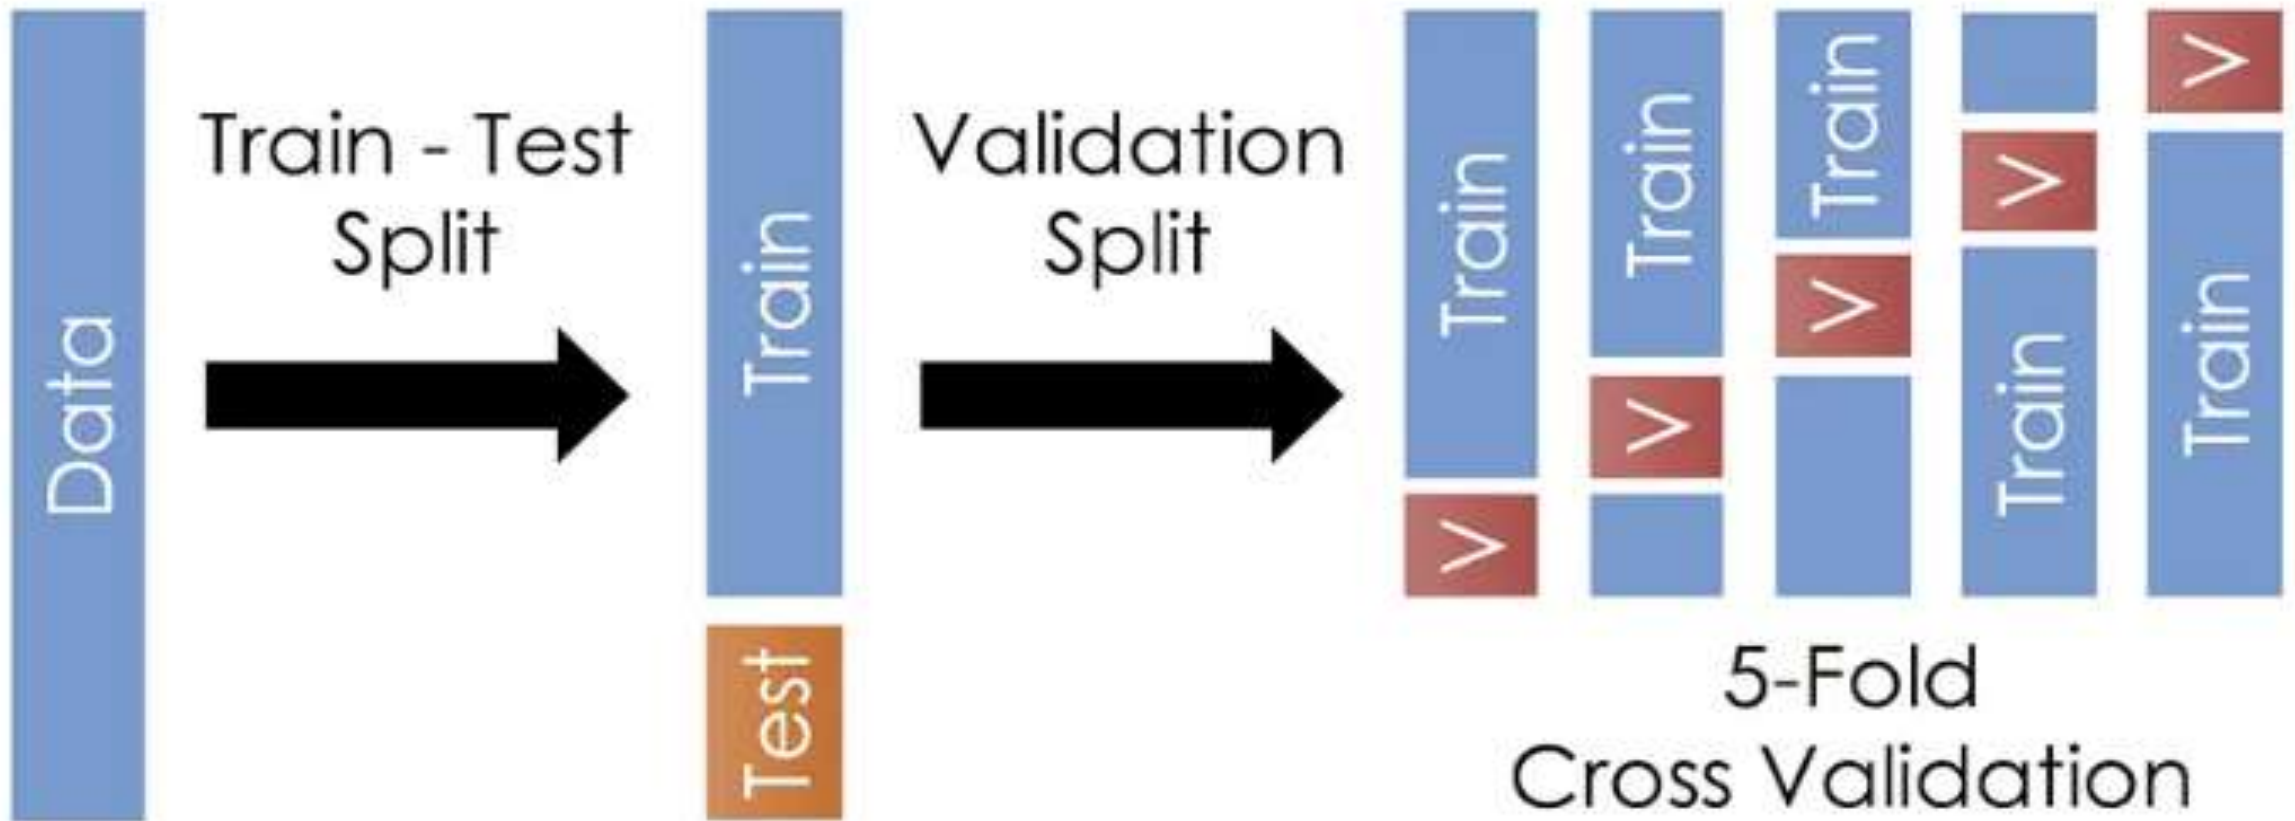 Data
Train - Test
Split
Train
Test
Validation
Split
Train
V
Train
V
Train
V
V
Train
V
Train
5-Fold
Cross Validation